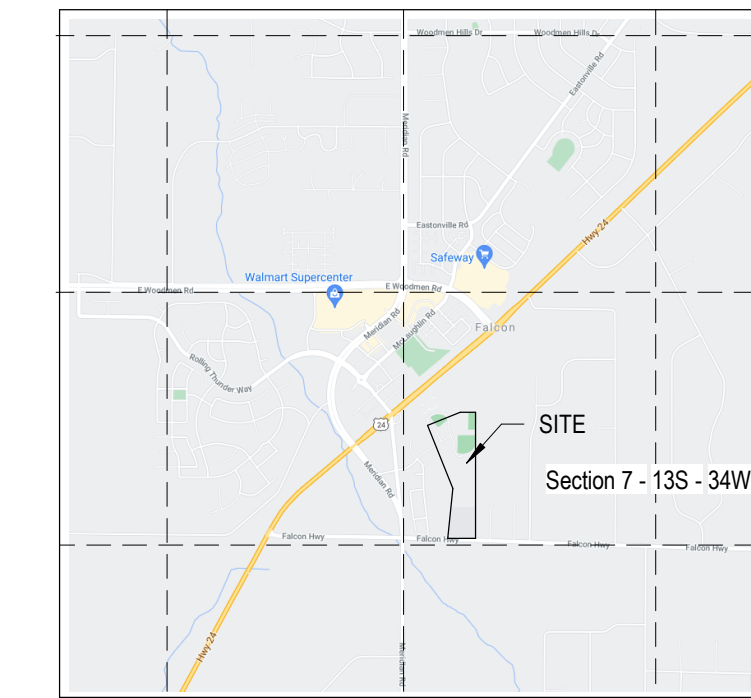 Woodmen Hills Dr
Woodmen Hills Dr
Eastonville Rd
Meridian Rd
Eastonville Rd
Hwy 24
Safeway
Walmart Supercenter
E Woodmen Rd
E Woodmen Rd
Meridian Rd
McLaughlin Rd
Falcon
Rolling Thunder Way
24
SITE
Meridian Rd
Section 7 - 13S - 34W
Falcon Hwy
Falcon Hwy
Falcon Hwy
Falcon Hwy
Hwy 24
Meridian Rd